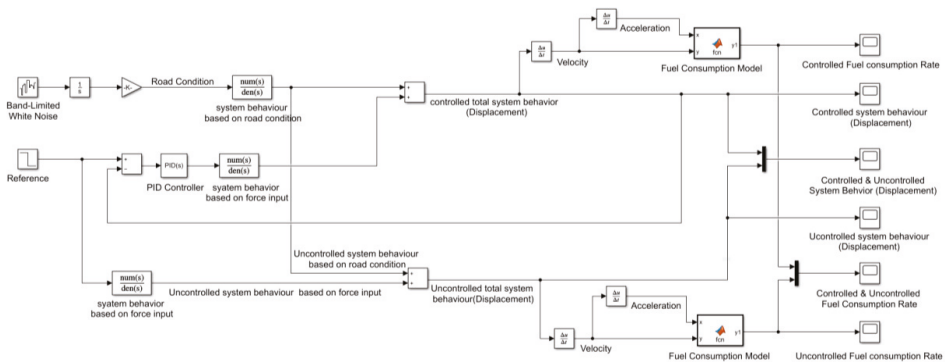 Δu
Δt
Acceleration
Δu
Δt
Velocity
x
y
fcn
y1
Fuel Consumption Model
Controlled Fuel consumption Rate
Band-Limited
White Noise
1
s
-K-
Road Condition
num(s)
den(s)
system behaviour
based on road condition
+
+
controlled total system behavior
(Displacement)
Controlled system behaviour
(Displacement)
Reference
+
−
PID(s)
PID Controller
num(s)
den(s)
syatem behavior
based on force input
Controlled & Uncontrolled
System Behvior (Displacement)
Ucontrolled system behaviour
(Displacement)
Uncontrolled system behaviour
based on road condition
num(s)
den(s)
syatem behavior
based on force input
Uncontrolled system behaviour based on force input
+
+
Uncontrolled total system
behaviour(Displacement)
Controlled & Uncontrolled
Fuel Consumption Rate
Δu
Δt
Acceleration
Δu
Δt
Velocity
x
y
fcn
y1
Fuel Consumption Model
Uncontrolled Fuel consumption Rate